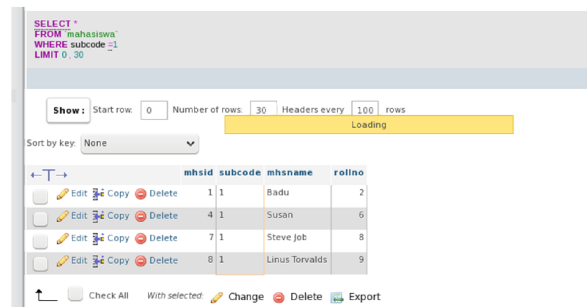 SELECT *
FROM `mahasiswa`
WHERE subcode =1
LIMIT 0 , 30
Show : Start row: 0 Number of rows: 30 Headers every 100 rows
Loading
Sort by key: None
←T→ mhsid subcode mhsname rollno
Edit Copy Delete 1 1 Badu 2
Edit Copy Delete 4 1 Susan 6
Edit Copy Delete 7 1 Steve Job 8
Edit Copy Delete 8 1 Linus Torvalds 9
Check All With selected: Change Delete Export